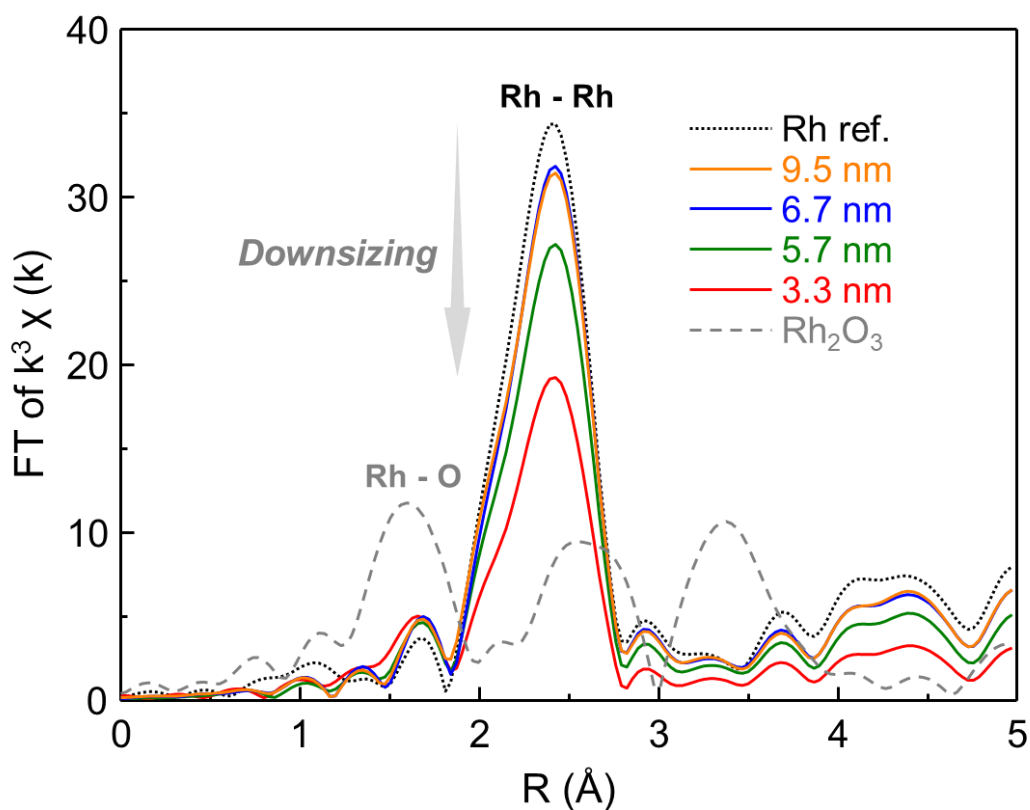 40
30
20
10
0
FT of k³ χ (k)
Rh - Rh
Downsizing
Rh - O
Rh ref.
9.5 nm
6.7 nm
5.7 nm
3.3 nm
Rh₂O₃
0 1 2 3 4 5
R (Å)